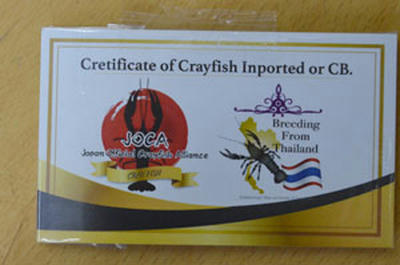 Cretificate of Crayfish Inported or CB.
JOCA
Japan Official Crayfish Alliance
CRAYFISH
Breeding
From
Thailand